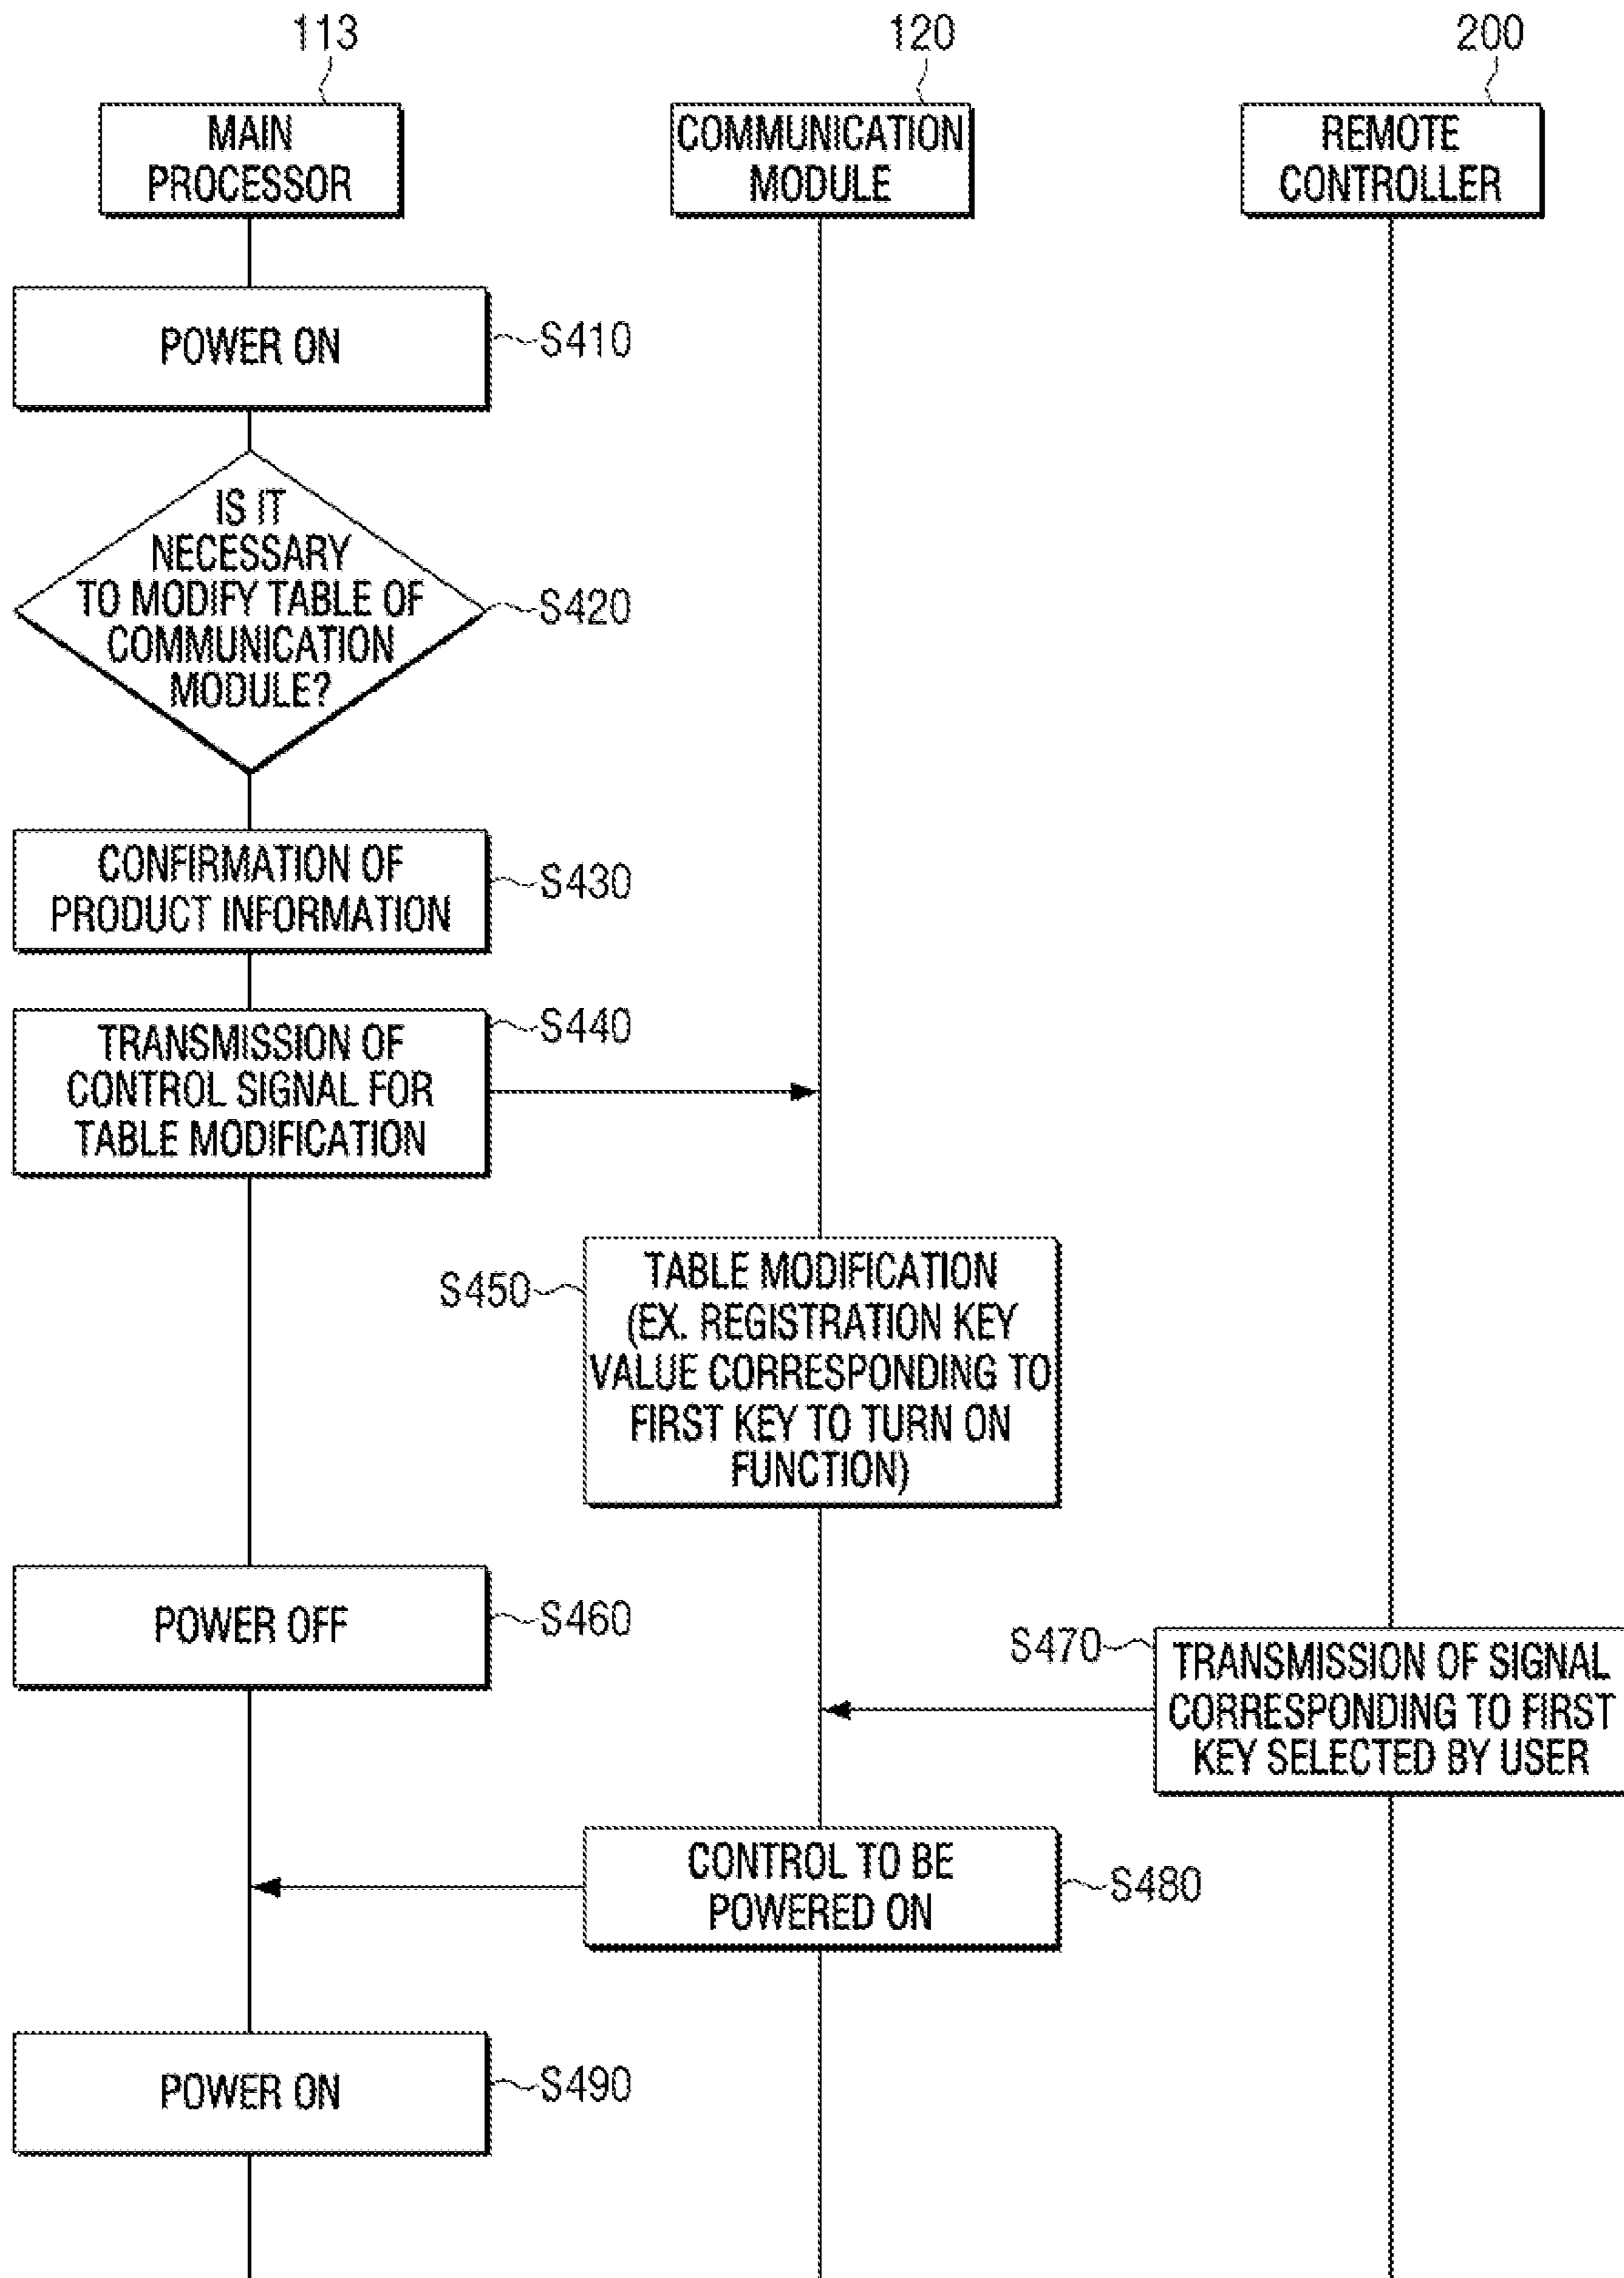 113
120
200
MAIN
PROCESSOR
COMMUNICATION
MODULE
REMOTE
CONTROLLER
POWER ON
S410
IS IT
NECESSARY
TO MODIFY TABLE OF
COMMUNICATION
MODULE?
S420
CONFIRMATION OF
PRODUCT INFORMATION
S430
TRANSMISSION OF
CONTROL SIGNAL FOR
TABLE MODIFICATION
S440
S450
TABLE MODIFICATION
(EX. REGISTRATION KEY
VALUE CORRESPONDING TO
FIRST KEY TO TURN ON
FUNCTION)
POWER OFF
S460
S470
TRANSMISSION OF SIGNAL
CORRESPONDING TO FIRST
KEY SELECTED BY USER
CONTROL TO BE
POWERED ON
S480
POWER ON
S490